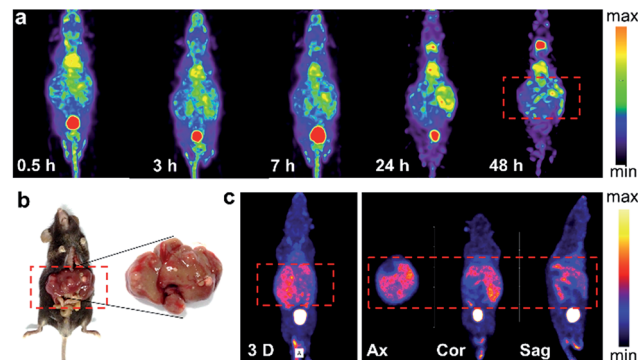 a
max
0.5 h
3 h
7 h
24 h
48 h
min
b
c
max
3 D
A
Ax
Cor
Sag
min